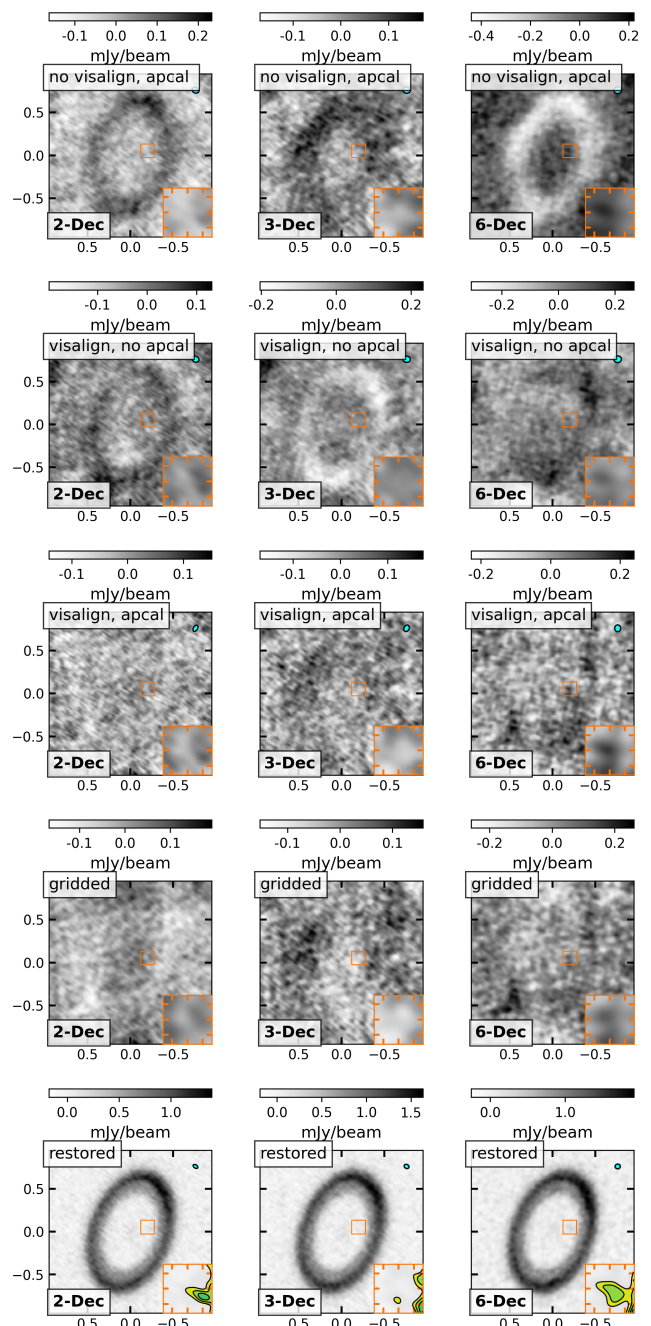 -0.1 0.0 0.1 0.2
-0.1 0.0 0.1
-0.4 -0.2 0.0 0.2
mJy/beam mJy/beam mJy/beam
no visalign, apcal no visalign, apcal no visalign, apcal
0.5
0.0
−0.5
2-Dec 3-Dec 6-Dec
0.5 0.0 −0.5 0.5 0.0 −0.5 0.5 0.0 −0.5
-0.1 0.0 0.1
-0.2 0.0 0.2
-0.2 0.0 0.2
mJy/beam mJy/beam mJy/beam
visalign, no apcal visalign, no apcal visalign, no apcal
0.5
0.0
−0.5
2-Dec 3-Dec 6-Dec
0.5 0.0 −0.5 0.5 0.0 −0.5 0.5 0.0 −0.5
-0.1 0.0 0.1
-0.1 0.0 0.1
-0.2 0.0 0.2
mJy/beam mJy/beam mJy/beam
visalign, apcal visalign, apcal visalign, apcal
0.5
0.0
−0.5
2-Dec 3-Dec 6-Dec
0.5 0.0 −0.5 0.5 0.0 −0.5 0.5 0.0 −0.5
-0.1 0.0 0.1
-0.1 0.0 0.1
-0.2 0.0 0.2
mJy/beam mJy/beam mJy/beam
gridded gridded gridded
0.5
0.0
−0.5
2-Dec 3-Dec 6-Dec
0.5 0.0 −0.5 0.5 0.0 −0.5 0.5 0.0 −0.5
0.0 0.5 1.0
0.0 0.5 1.0 1.5
0.0 1.0
mJy/beam mJy/beam mJy/beam
restored restored restored
0.5
0.0
−0.5
2-Dec 3-Dec 6-Dec